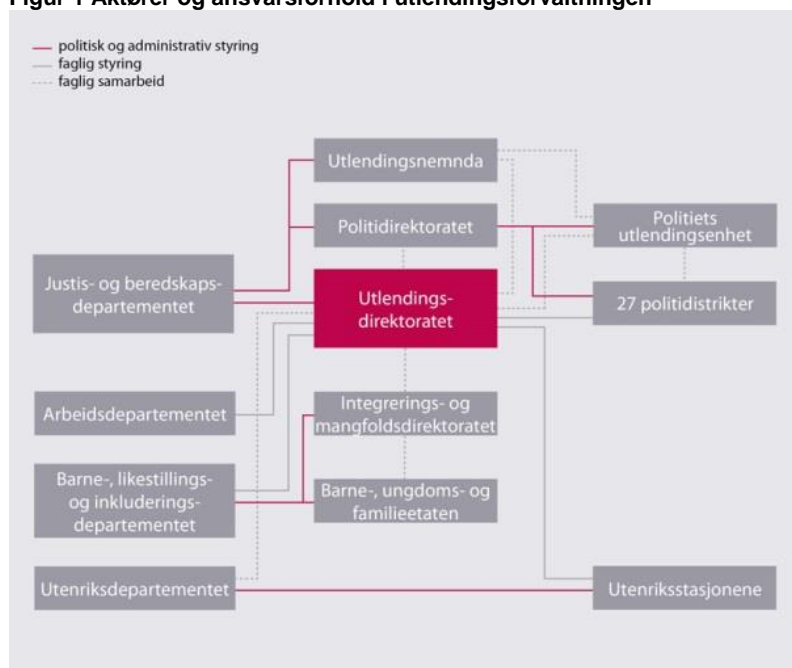 Figur 1 Aktører og ansvarsforhold i utlendingsforvaltningen
politisk og administrativ styring
faglig styring
faglig samarbeid
Utlendingsnemnda
Politidirektoratet
Politiets
utlendingsenhet
Justis- og beredskaps-
departementet
Utlendings-
direktoratet
27 politidistrikter
Arbeidsdepartementet
Integrerings- og
mangfoldsdirektoratet
Barne-, likestillings-
og inkluderings-
departementet
Barne-, ungdoms- og
familieetaten
Utenriksdepartementet
Utenriksstasjonene